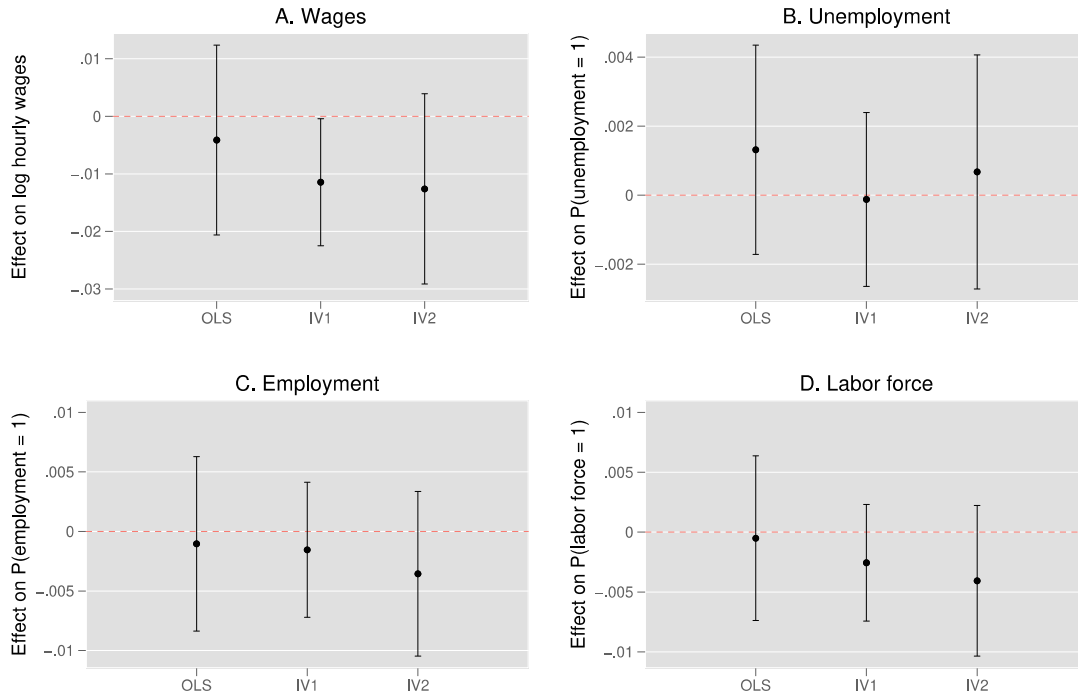 A. Wages
Effect on log hourly wages
.01
0
-.01
-.02
-.03
OLS IV1 IV2
B. Unemployment
Effect on P(unemployment = 1)
.004
.002
0
-.002
OLS IV1 IV2
C. Employment
Effect on P(employment = 1)
.01
.005
0
-.005
-.01
OLS IV1 IV2
D. Labor force
Effect on P(labor force = 1)
.01
.005
0
-.005
-.01
OLS IV1 IV2